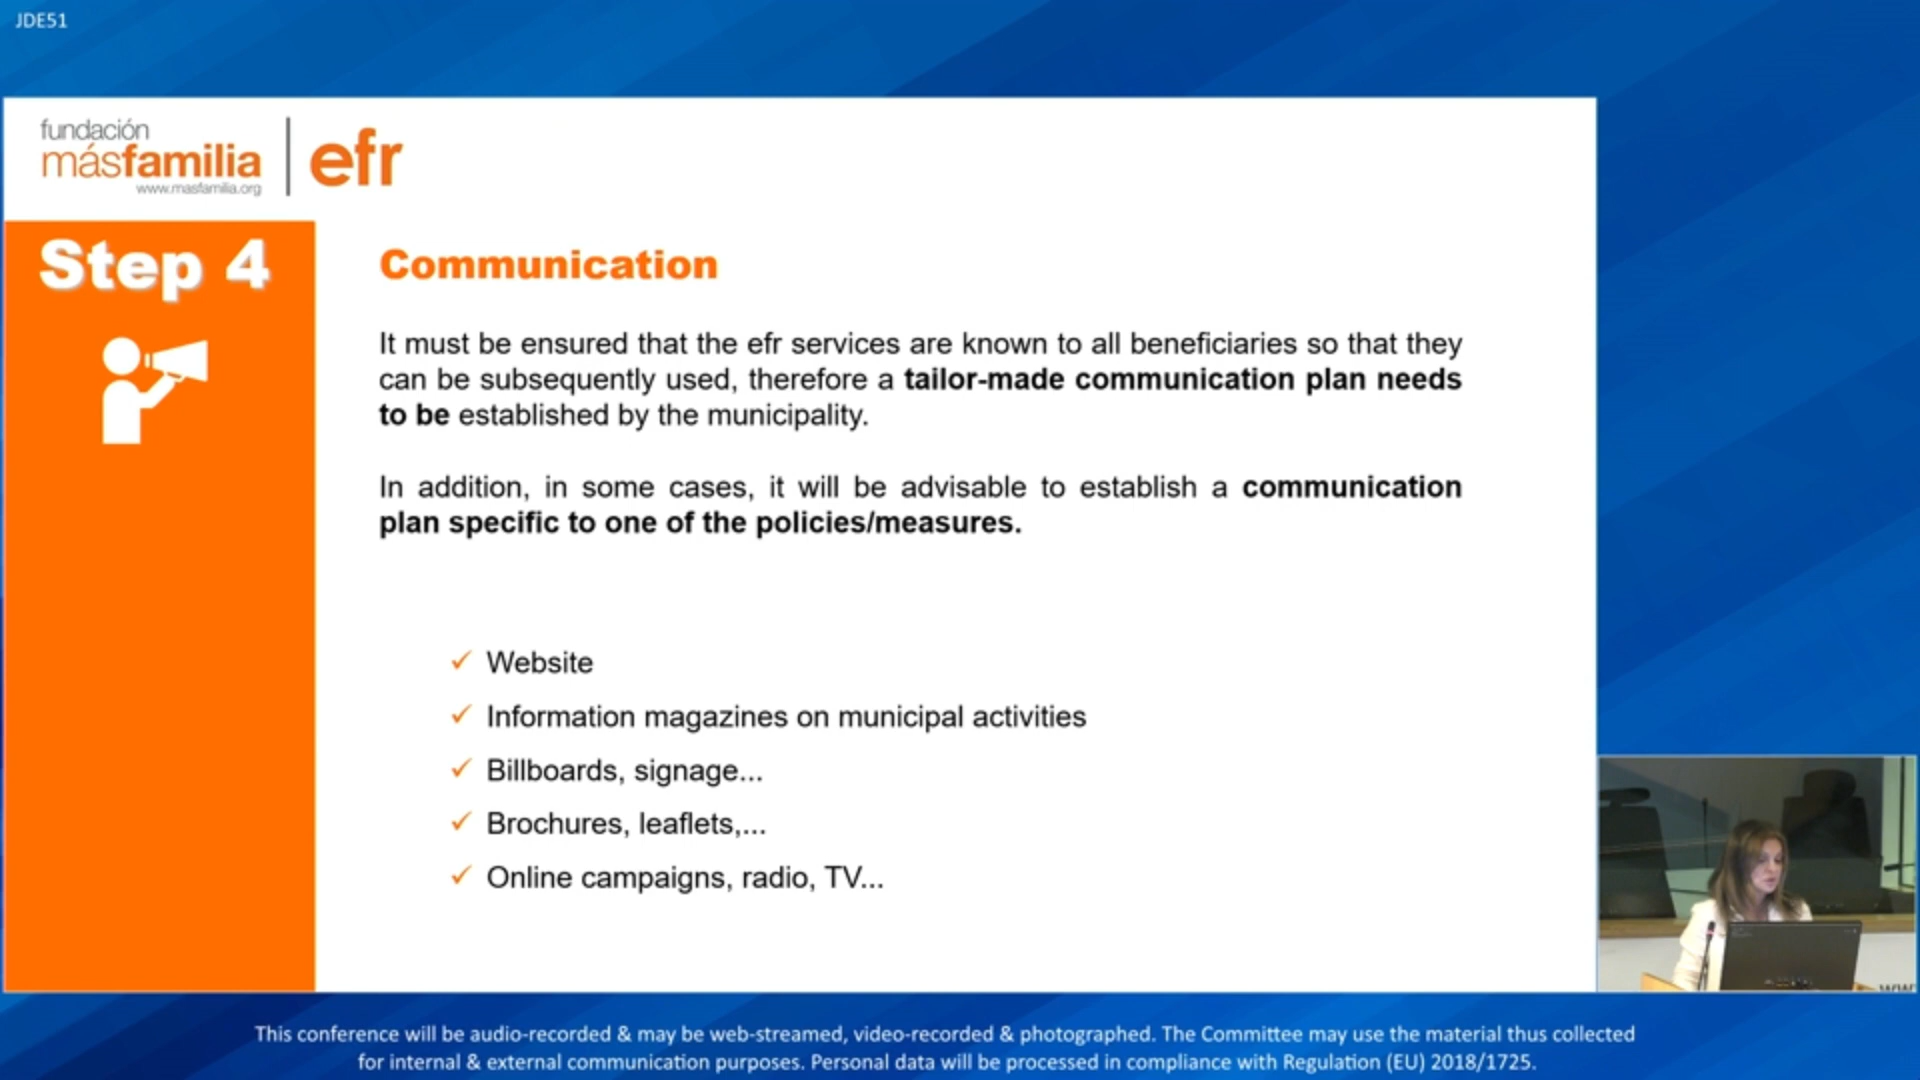 JDE51
fundación
másfamilia
www.masfamilia.org
efr
Step 4
Communication
It must be ensured that the efr services are known to all beneficiaries so that they
can be subsequently used, therefore a tailor-made communication plan needs
to be established by the municipality.
In addition, in some cases, it will be advisable to establish a communication
plan specific to one of the policies/measures.
✓ Website
✓ Information magazines on municipal activities
✓ Billboards, signage...
✓ Brochures, leaflets,...
✓ Online campaigns, radio, TV...
This conference will be audio-recorded & may be web-streamed, video-recorded & photographed. The Committee may use the material thus collected
for internal & external communication purposes. Personal data will be processed in compliance with Regulation (EU) 2018/1725.